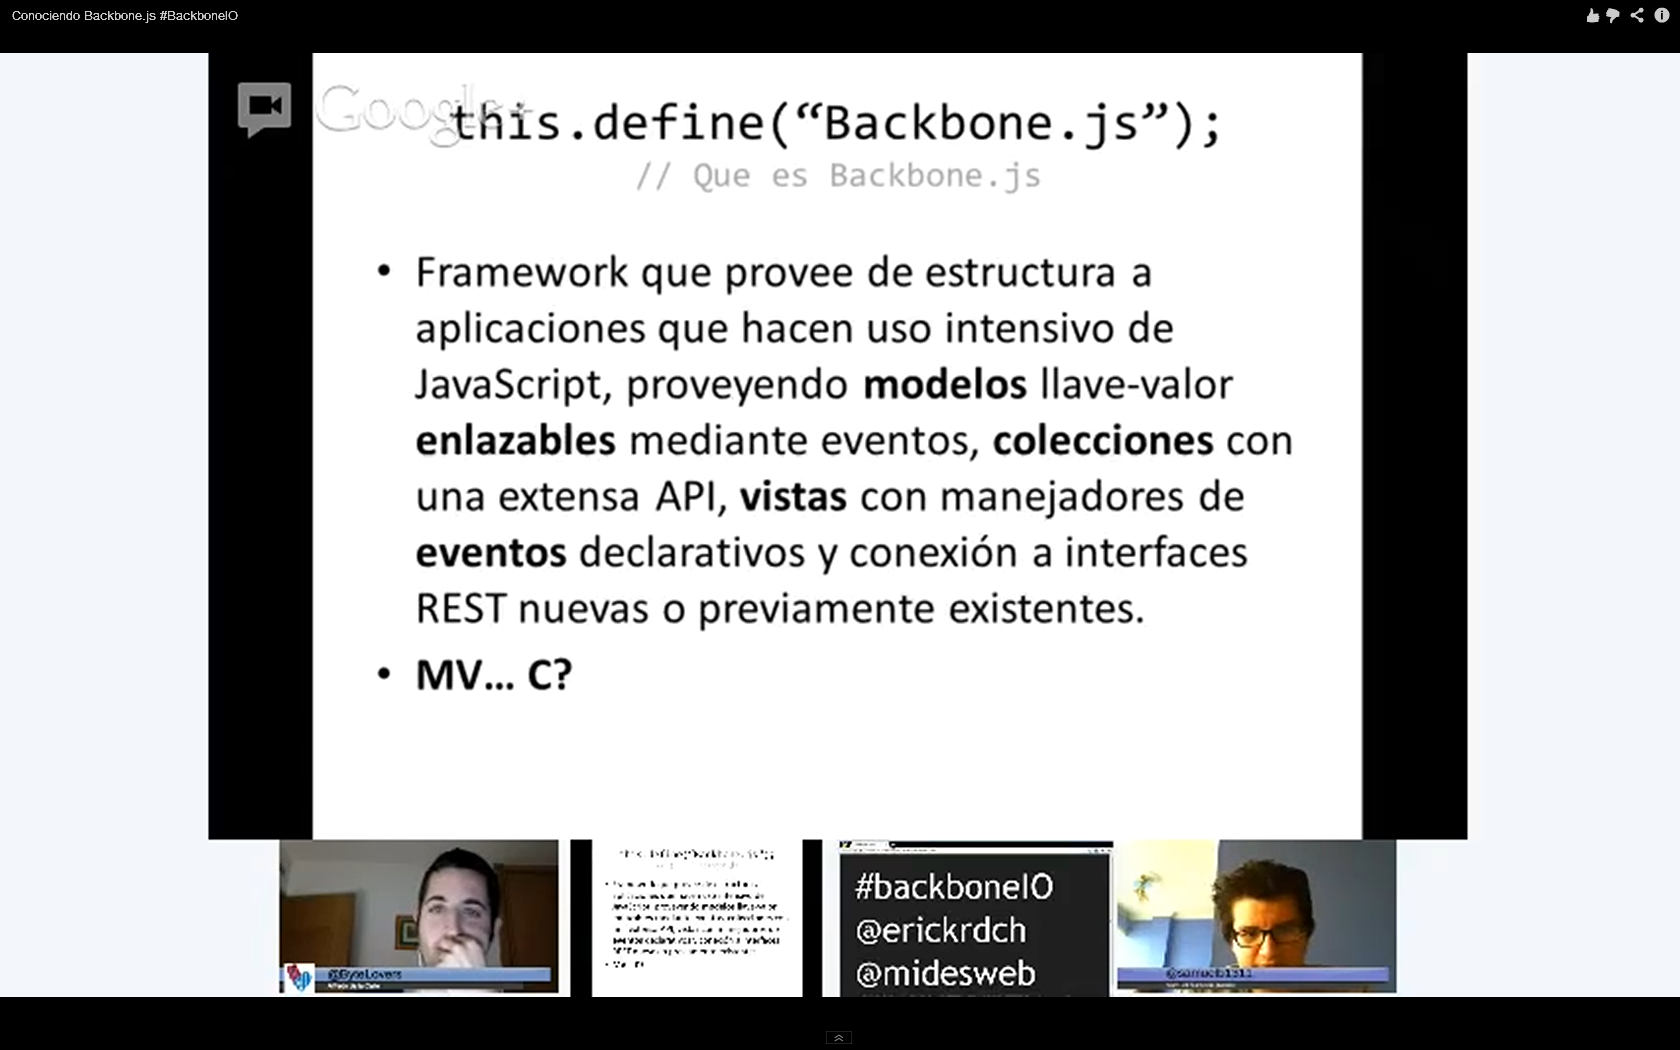 Conociendo Backbone.js #BackboneIO
Google+
this.define(“Backbone.js”);
// Que es Backbone.js
• Framework que provee de estructura a
aplicaciones que hacen uso intensivo de
JavaScript, proveyendo modelos llave-valor
enlazables mediante eventos, colecciones con
una extensa API, vistas con manejadores de
eventos declarativos y conexión a interfaces
REST nuevas o previamente existentes.
• MV... C?
@ByteLovers
#backboneIO
@erickrdch
@midesweb
@samuelb1311